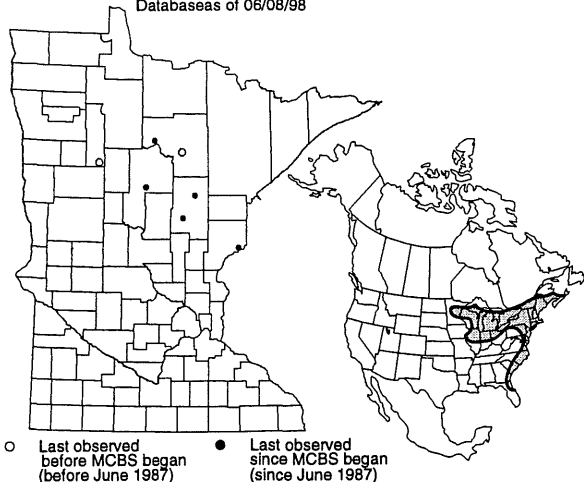 Databaseas of 06/08/98
Last observed
before MCBS began
(before June 1987)
Last observed
since MCBS began
(since June 1987)